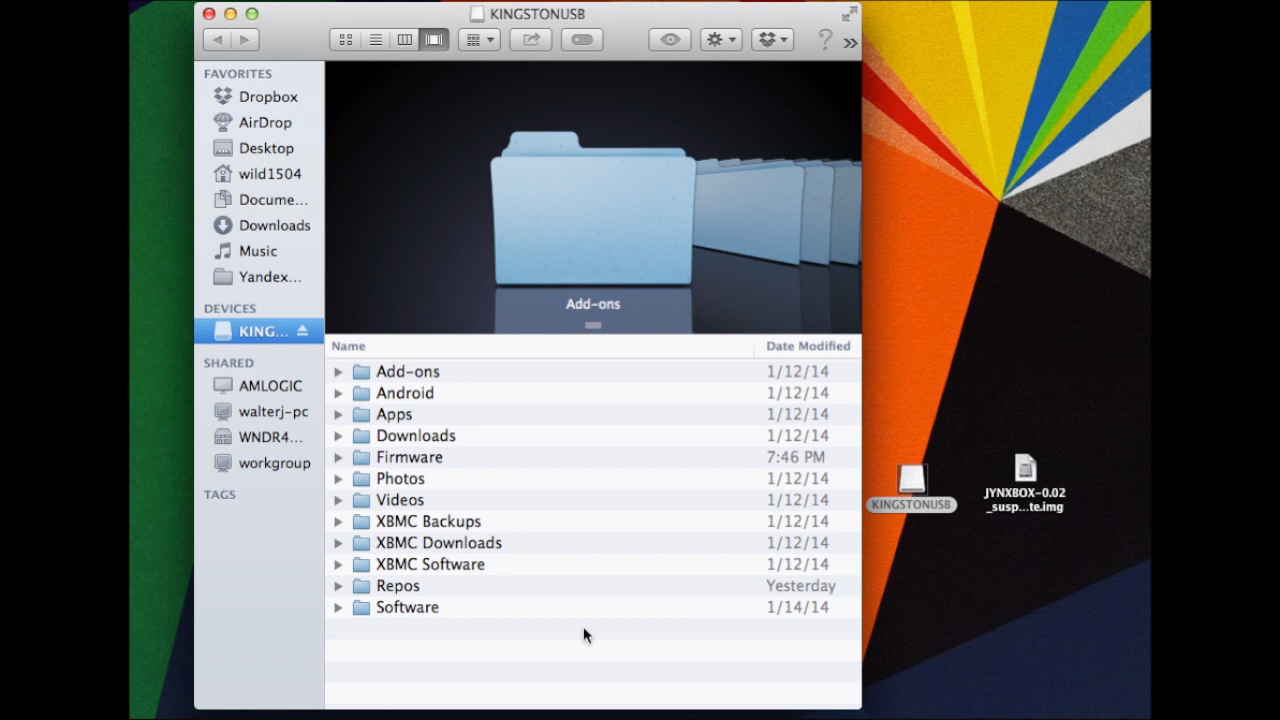 KINGSTONUSB
?
FAVORITES
Dropbox
AirDrop
Desktop
wild1504
Docume...
Downloads
Music
Yandex...
DEVICES
KING...
SHARED
AMLOGIC
walterj-pc
WNDR4...
workgroup
TAGS
Add-ons
Name Date Modified
Add-ons 1/12/14
Android 1/12/14
Apps 1/12/14
Downloads 1/12/14
Firmware 7:46 PM
Photos 1/12/14
Videos 1/12/14
XBMC Backups 1/12/14
XBMC Downloads 1/12/14
XBMC Software 1/12/14
Repos Yesterday
Software 1/14/14
KINGSTONUSB
JYNXBOX-0.02
_susp...te.img